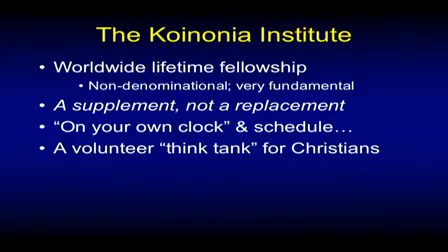 The Koinonia Institute
• Worldwide lifetime fellowship
• Non-denominational; very fundamental
• A supplement, not a replacement
• “On your own clock” & schedule…
• A volunteer “think tank” for Christians